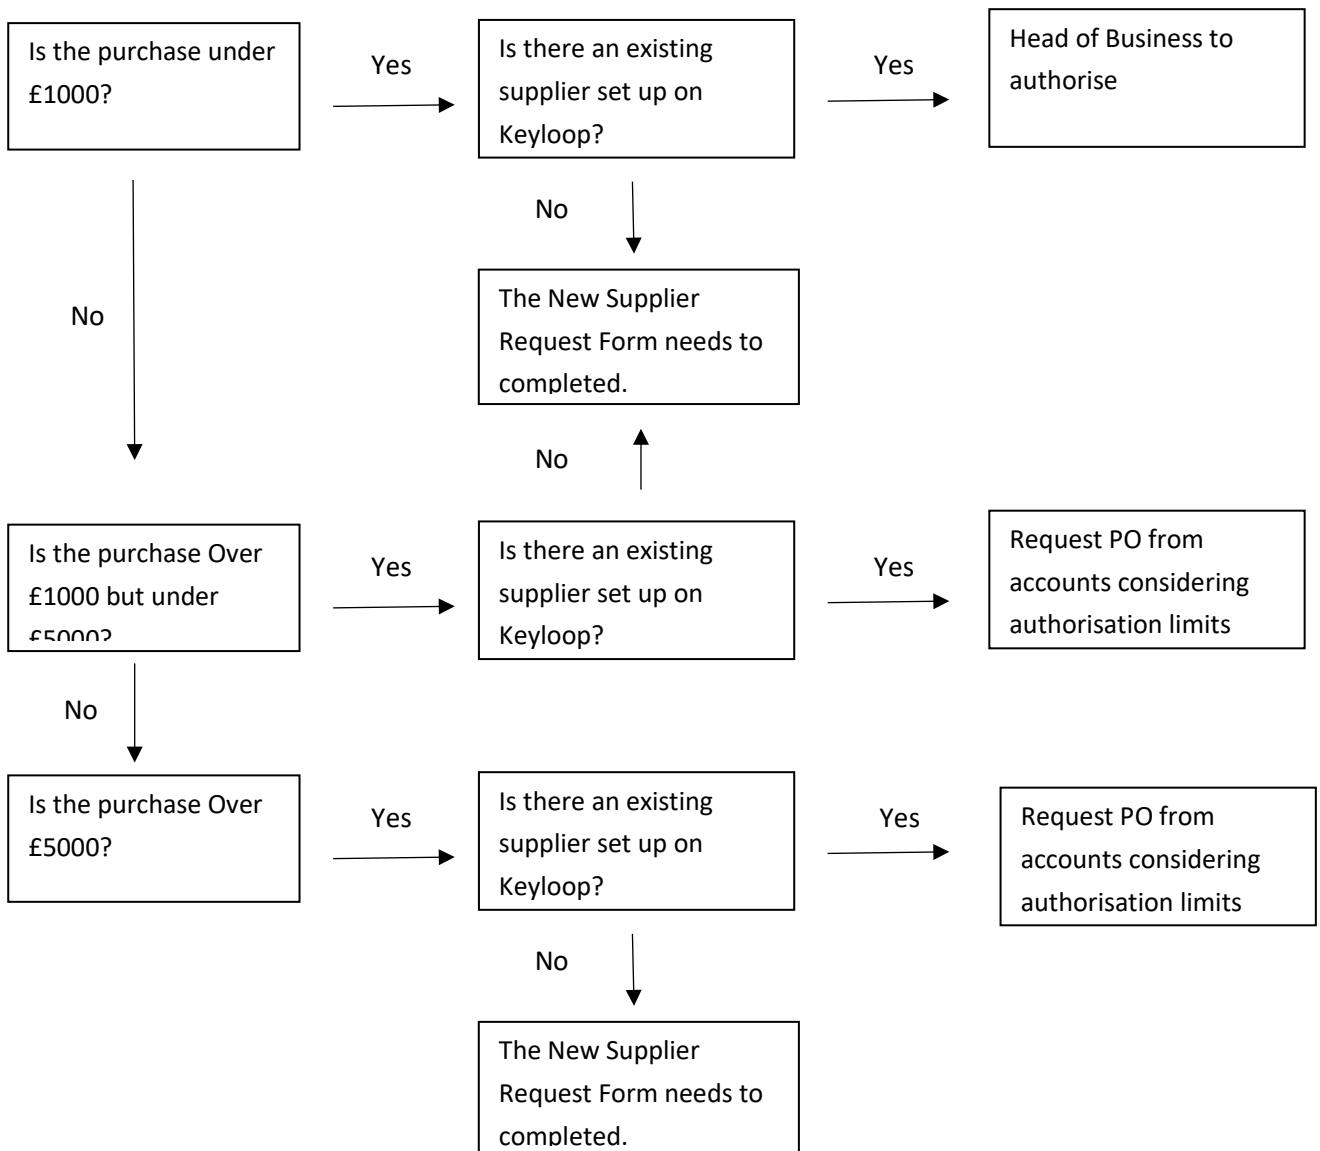 Is the purchase under
£1000?
Yes
Is there an existing
supplier set up on
Keyloop?
Yes
Head of Business to
authorise
No
No
The New Supplier
Request Form needs to
completed.
No
Is the purchase Over
£1000 but under
£5000?
Yes
Is there an existing
supplier set up on
Keyloop?
Yes
Request PO from
accounts considering
authorisation limits
No
Is the purchase Over
£5000?
Yes
Is there an existing
supplier set up on
Keyloop?
Yes
Request PO from
accounts considering
authorisation limits
No
The New Supplier
Request Form needs to
completed.